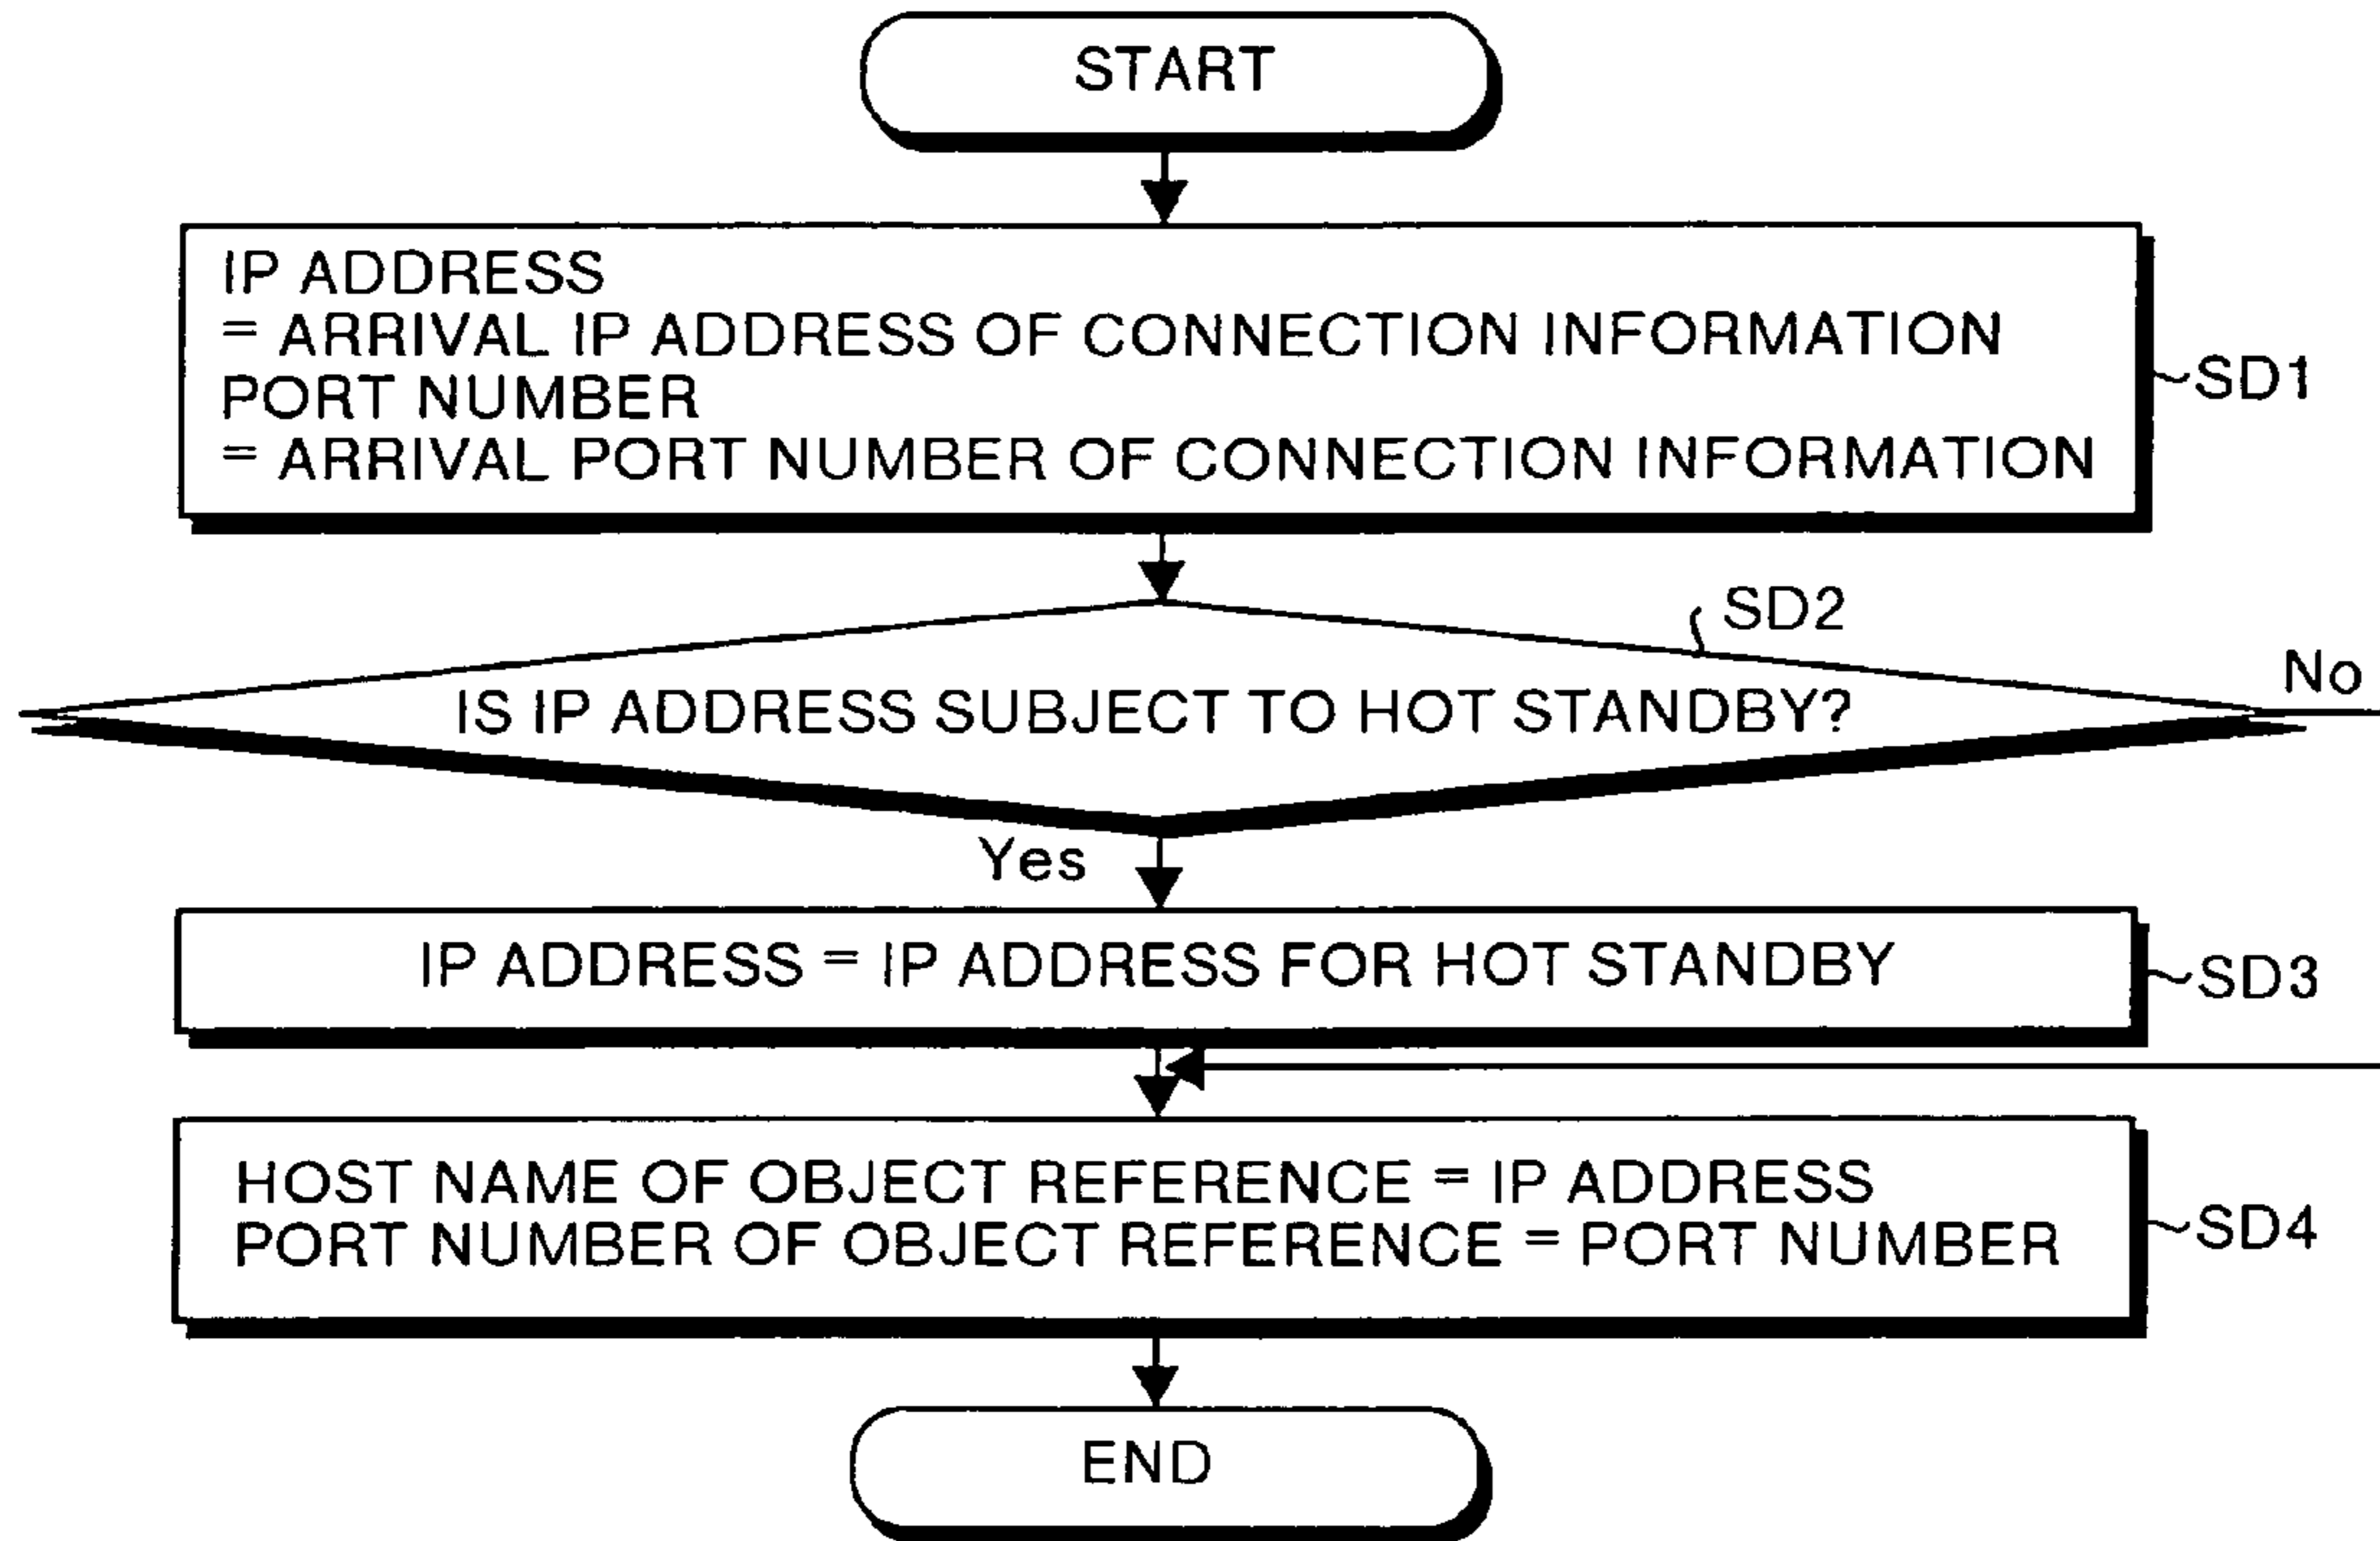 START
IP ADDRESS
= ARRIVAL IP ADDRESS OF CONNECTION INFORMATION
PORT NUMBER
= ARRIVAL PORT NUMBER OF CONNECTION INFORMATION
SD1
SD2
IS IP ADDRESS SUBJECT TO HOT STANDBY?
No
Yes
IP ADDRESS = IP ADDRESS FOR HOT STANDBY
SD3
HOST NAME OF OBJECT REFERENCE = IP ADDRESS
PORT NUMBER OF OBJECT REFERENCE = PORT NUMBER
SD4
END